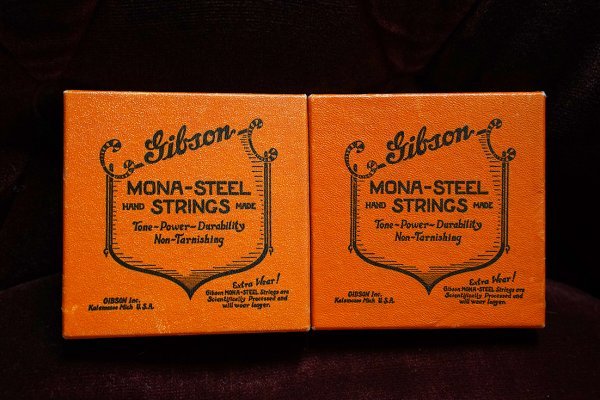 Gibson
MONA-STEEL
HAND STRINGS MADE
Tone-Power-Durability
Non-Tarnishing
Extra Wear!
GIBSON Inc.
Kalamazoo Mich U.S.A.
Gibson MONA-STEEL Strings are
Scientifically Processed and
will wear longer.
Gibson
MONA-STEEL
HAND STRINGS MADE
Tone-Power-Durability
Non-Tarnishing
Extra Wear!
GIBSON Inc.
Kalamazoo Mich U.S.A.
Gibson MONA-STEEL Strings are
Scientifically Processed and
will wear longer.